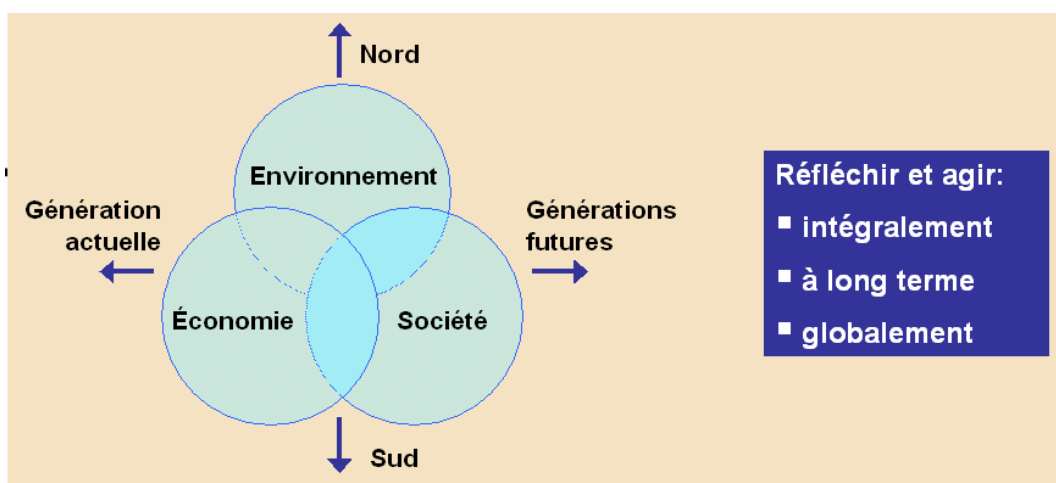 Nord
Environnement
Génération
actuelle
Générations
futures
Économie
Société
Sud
Réfléchir et agir:
▪ intégralement
▪ à long terme
▪ globalement